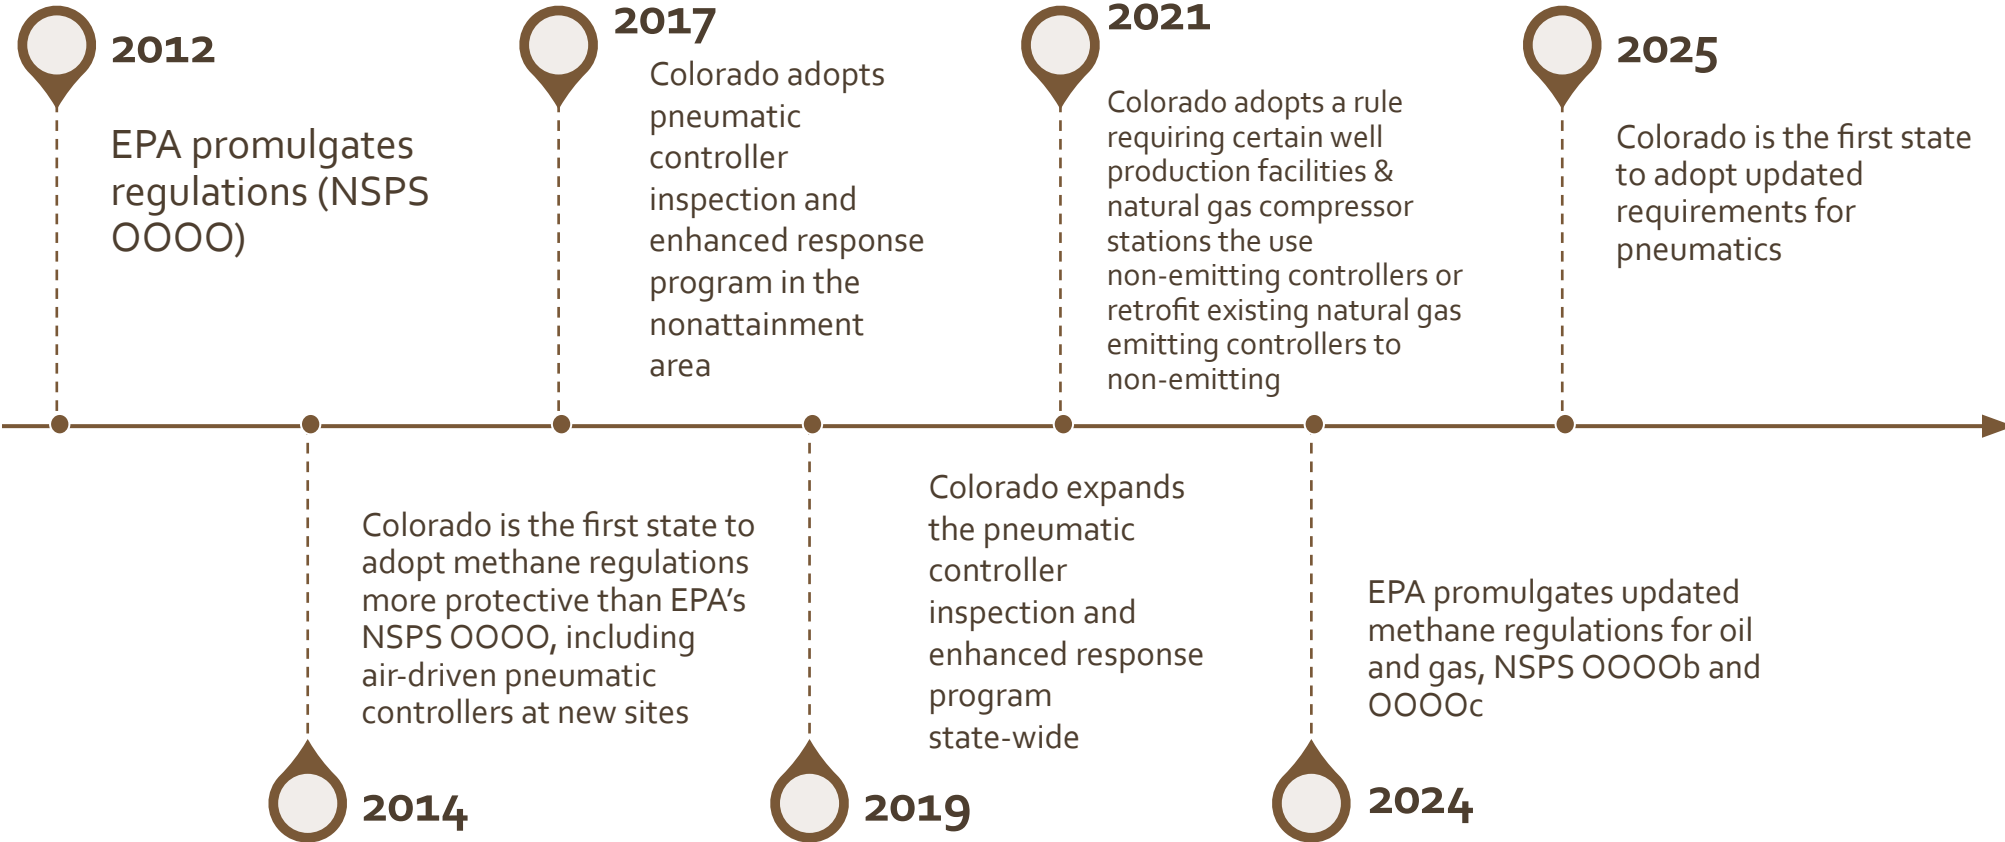 2012
EPA promulgates
regulations (NSPS
OOOO)
2017
Colorado adopts
pneumatic
controller
inspection and
enhanced response
program in the
nonattainment
area
2021
Colorado adopts a rule
requiring certain well
production facilities &
natural gas compressor
stations the use
non-emitting controllers or
retrofit existing natural gas
emitting controllers to
non-emitting
2025
Colorado is the first state
to adopt updated
requirements for
pneumatics
Colorado is the first state to
adopt methane regulations
more protective than EPA’s
NSPS OOOO, including
air-driven pneumatic
controllers at new sites
2014
Colorado expands
the pneumatic
controller
inspection and
enhanced response
program
state-wide
2019
EPA promulgates updated
methane regulations for oil
and gas, NSPS OOOOb and
OOOOc
2024